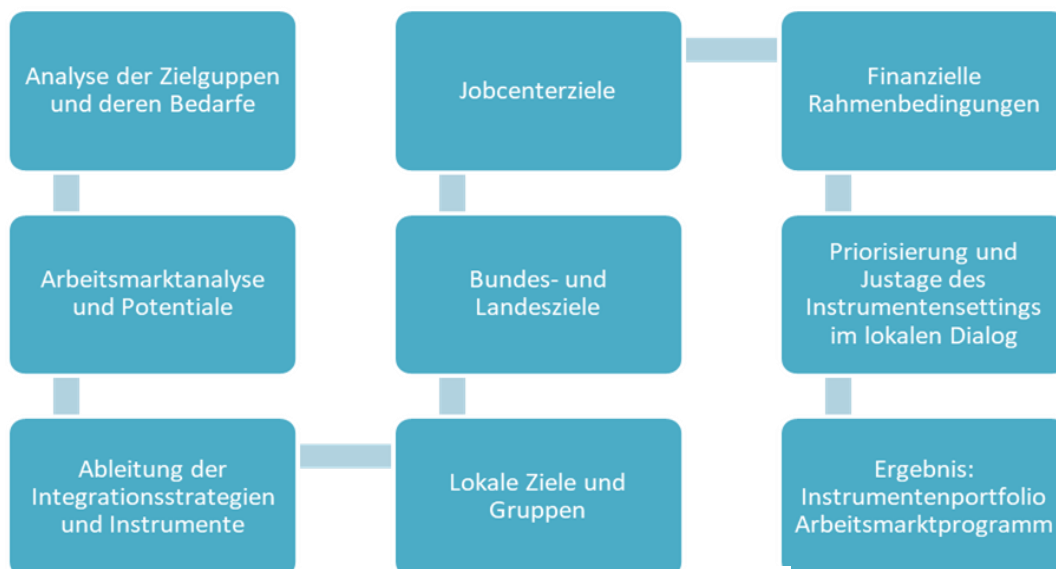 Analyse der Zielguppen
und deren Bedarfe
Arbeitsmarktanalyse
und Potentiale
Ableitung der
Integrationsstrategien
und Instrumente
Lokale Ziele und
Gruppen
Bundes- und
Landesziele
Jobcenterziele
Finanzielle
Rahmenbedingungen
Priorisierung und
Justage des
Instrumentensettings
im lokalen Dialog
Ergebnis:
Instrumentenportfolio
Arbeitsmarktprogramm